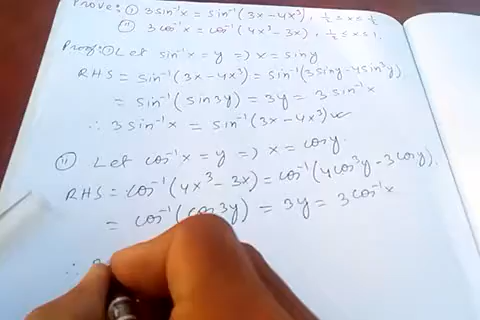 Prove: (i) 3sin⁻¹x = sin⁻¹(3x-4x³), ½ ≤ x ≤ ½
(ii) 3cos⁻¹x = cos⁻¹(4x³-3x), ½ ≤ x ≤ 1.
Proof: (i) Let sin⁻¹x = y => x = siny
RHS = sin⁻¹(3x-4x³) = sin⁻¹(3siny-4sin³y)
= sin⁻¹(sin3y) = 3y = 3sin⁻¹x
∴ 3sin⁻¹x = sin⁻¹(3x-4x³)
(ii) Let cos⁻¹x = y => x = cosy.
RHS = cos⁻¹(4x³-3x) = cos⁻¹(4cos³y-3cosy).
= cos⁻¹(cos3y) = 3y = 3cos⁻¹x
∴